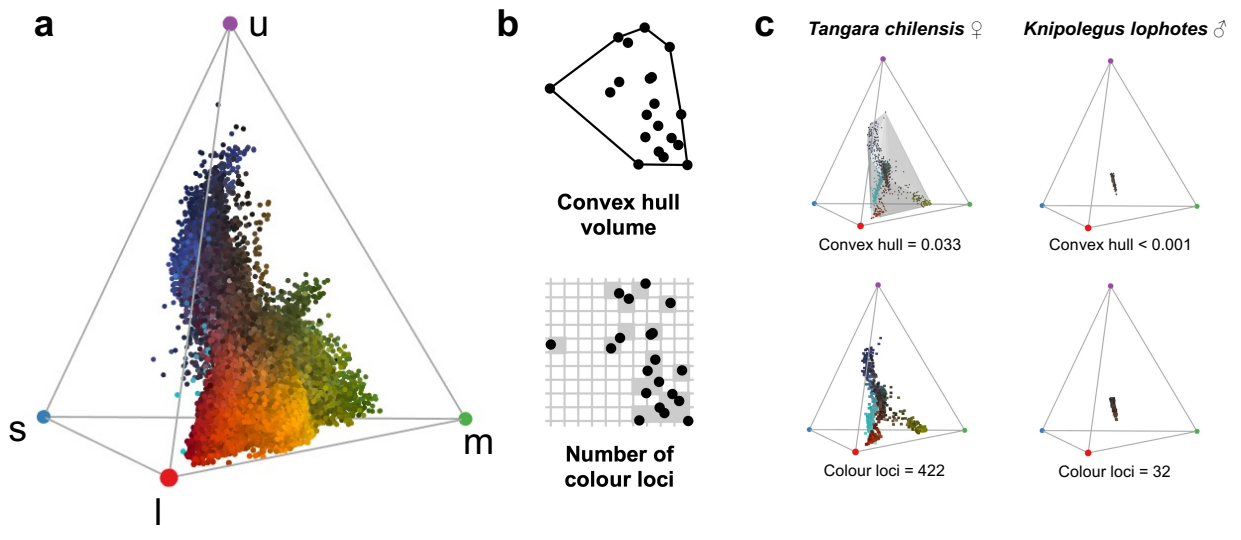 a
u
s
m
l
b
Convex hull
volume
Number of
colour loci
c
Tangara chilensis ♀
Knipolegus lophotes ♂
Convex hull = 0.033
Convex hull < 0.001
Colour loci = 422
Colour loci = 32